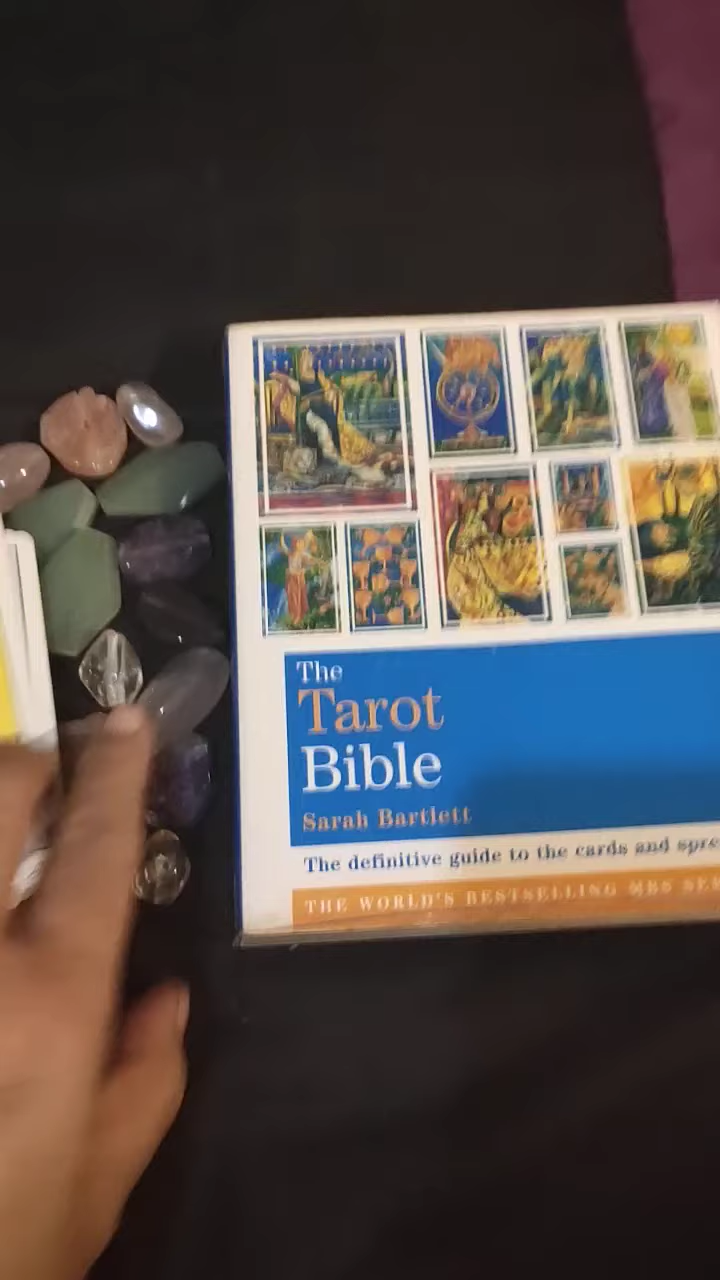 The
Tarot
Bible
Sarah Bartlett
The definitive guide to the cards and spre
THE WORLD'S BESTSELLING MBS SE